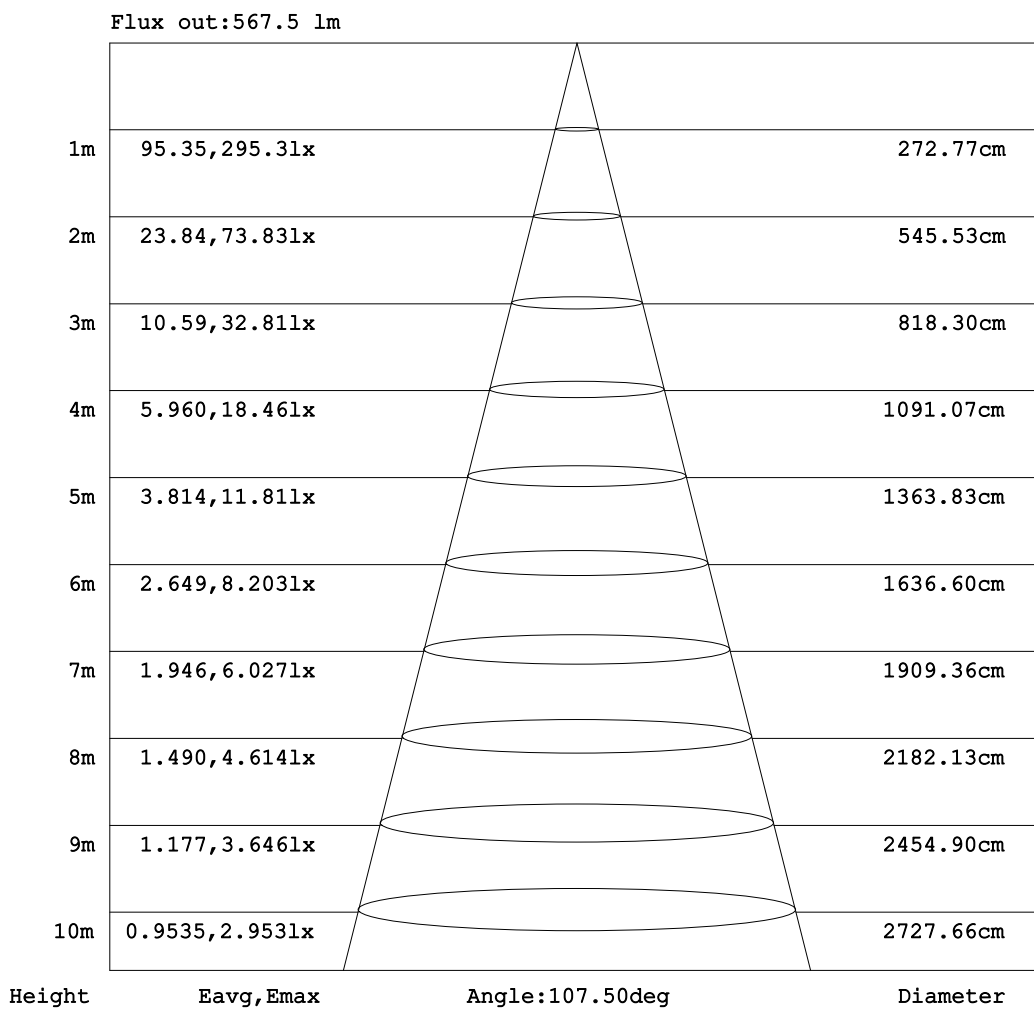 Flux out:567.5 lm
1m 95.35,295.3lx 272.77cm
2m 23.84,73.83lx 545.53cm
3m 10.59,32.81lx 818.30cm
4m 5.960,18.46lx 1091.07cm
5m 3.814,11.81lx 1363.83cm
6m 2.649,8.203lx 1636.60cm
7m 1.946,6.027lx 1909.36cm
8m 1.490,4.614lx 2182.13cm
9m 1.177,3.646lx 2454.90cm
10m 0.9535,2.953lx 2727.66cm
Height Eavg,Emax Angle:107.50deg Diameter